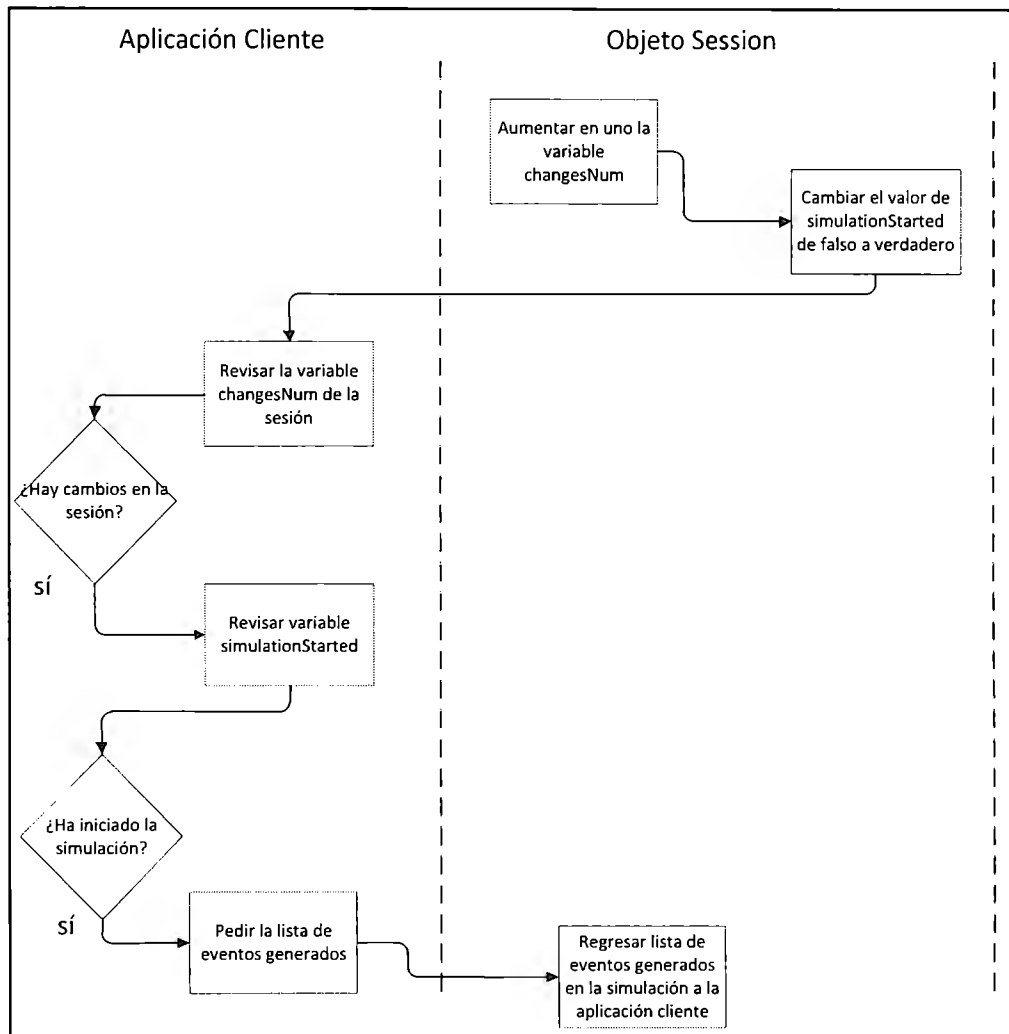 Aplicación Cliente
Objeto Session
Aumentar en uno la
variable
changesNum
Cambiar el valor de
simulationStarted
de falso a verdadero
Revisar la variable
changesNum de la
sesión
¿Hay cambios en la
sesión?
sí
Revisar variable
simulationStarted
¿Ha iniciado la
simulación?
sí
Pedir la lista de
eventos generados
Regresar lista de
eventos generados
en la simulación a la
aplicación cliente